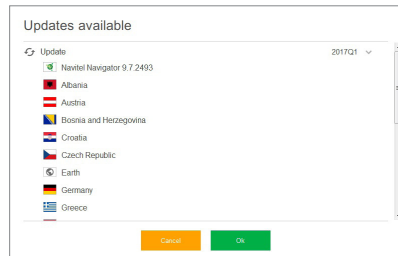 Updates available
Update 2017Q1
Navitel Navigator 9.7.2493
Albania
Austria
Bosnia and Herzegovina
Croatia
Czech Republic
Earth
Germany
Greece
Cancel Ok